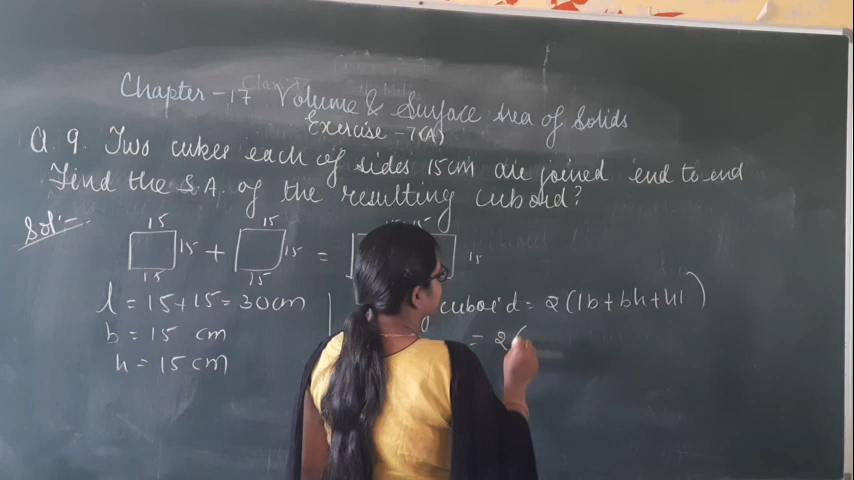 Chapter-17 Volume & Surface Area of Solids
Exercise-7(A)
Q.9. Two cubes each of sides 15cm are joined end to end
Find the S.A. of the resulting cuboid?
Sol:-
15 15
15 + 15 = 15
15 15
l = 15+15 = 30cm
cuboid = 2(lb+bh+hl)
b = 15 cm
= 2(
h = 15 cm